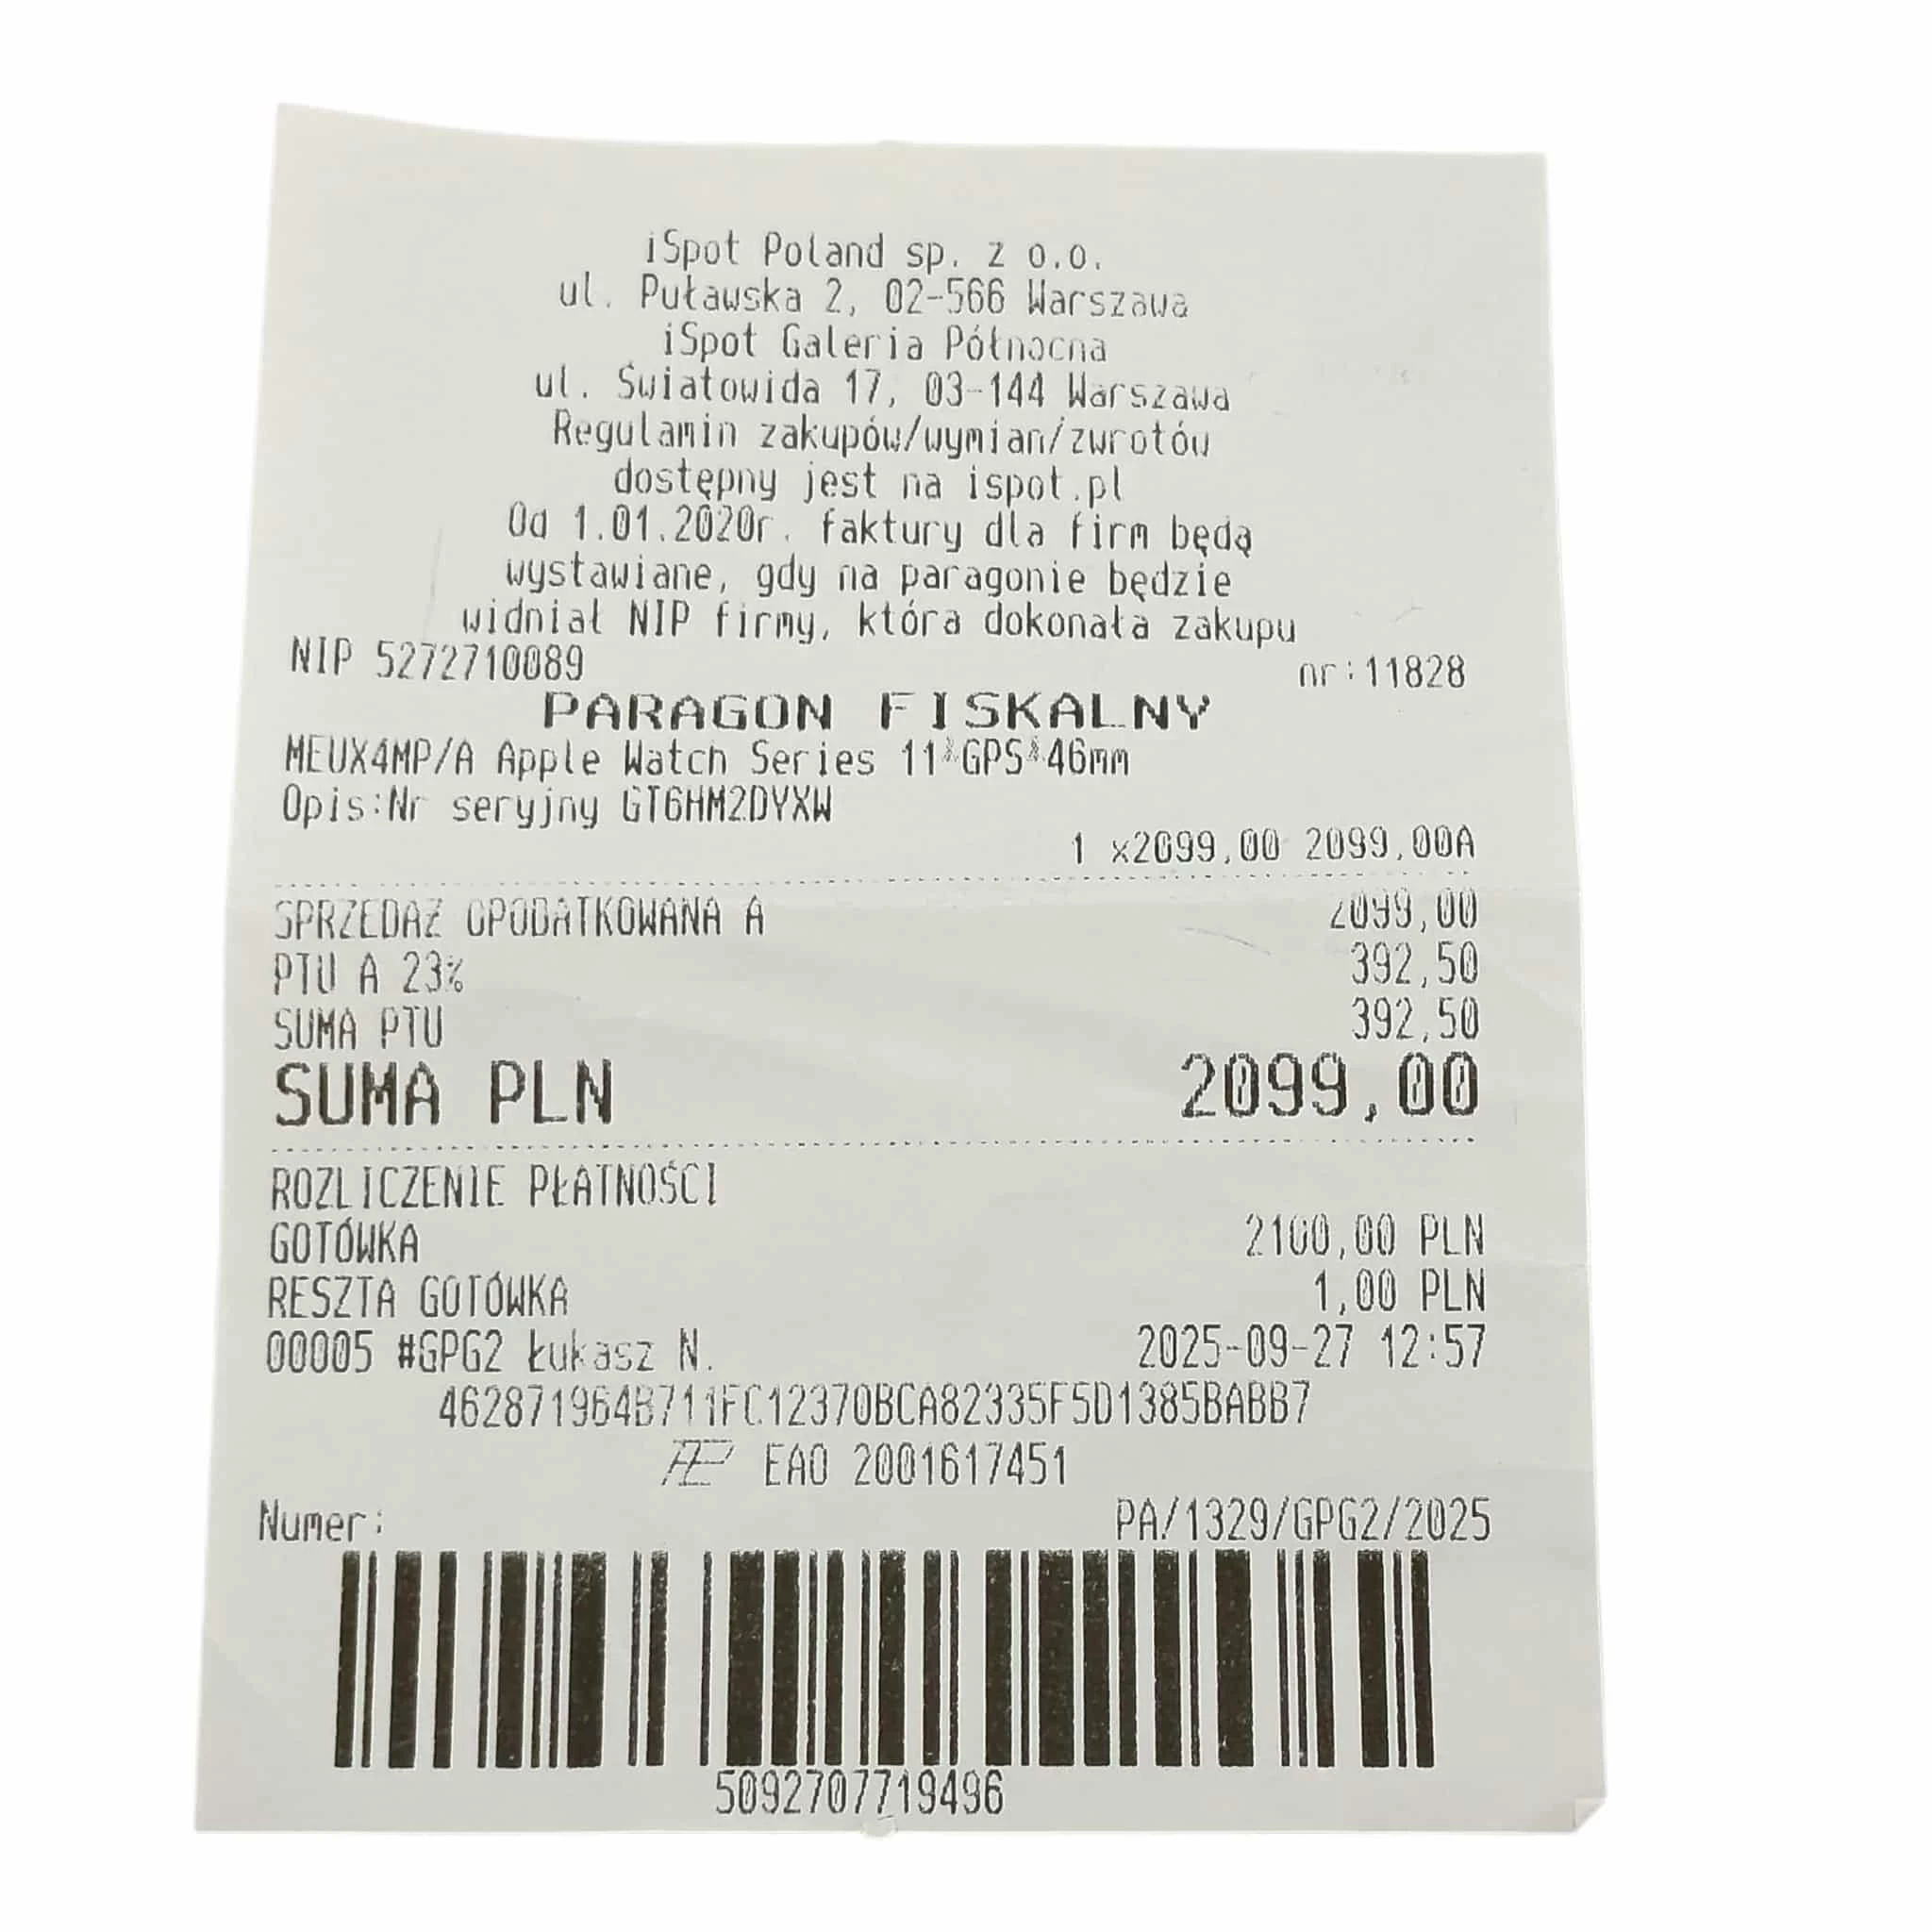 iSpot Poland sp. z o.o.
ul. Puławska 2, 02-566 Warszawa
iSpot Galeria Północna
ul. Światowida 17, 03-144 Warszawa
Regulamin zakupów/wymian/zwrotów
dostępny jest na ispot.pl
Od 1.01.2020r. faktury dla firm będą
wystawiane, gdy na paragonie będzie
widniał NIP firmy, która dokonała zakupu
NIP 5272710089 nr:11828
PARAGON FISKALNY
MEUX4MP/A Apple Watch Series 11*GPS*46mm
Opis:Nr seryjny GT6HM2DYXW
1 x2099,00 2099,00A
SPRZEDAŻ OPODATKOWANA A 2099,00
PTU A 23% 392,50
SUMA PTU 392,50
SUMA PLN 2099,00
ROZLICZENIE PŁATNOŚCI
GOTÓWKA 2100,00 PLN
RESZTA GOTÓWKA 1,00 PLN
00005 #GPG2 Łukasz N. 2025-09-27 12:57
462871964B711FC12370BCA82335F5D1385BABB7
EAO 2001617451
Numer: PA/1329/GPG2/2025
5092707719496